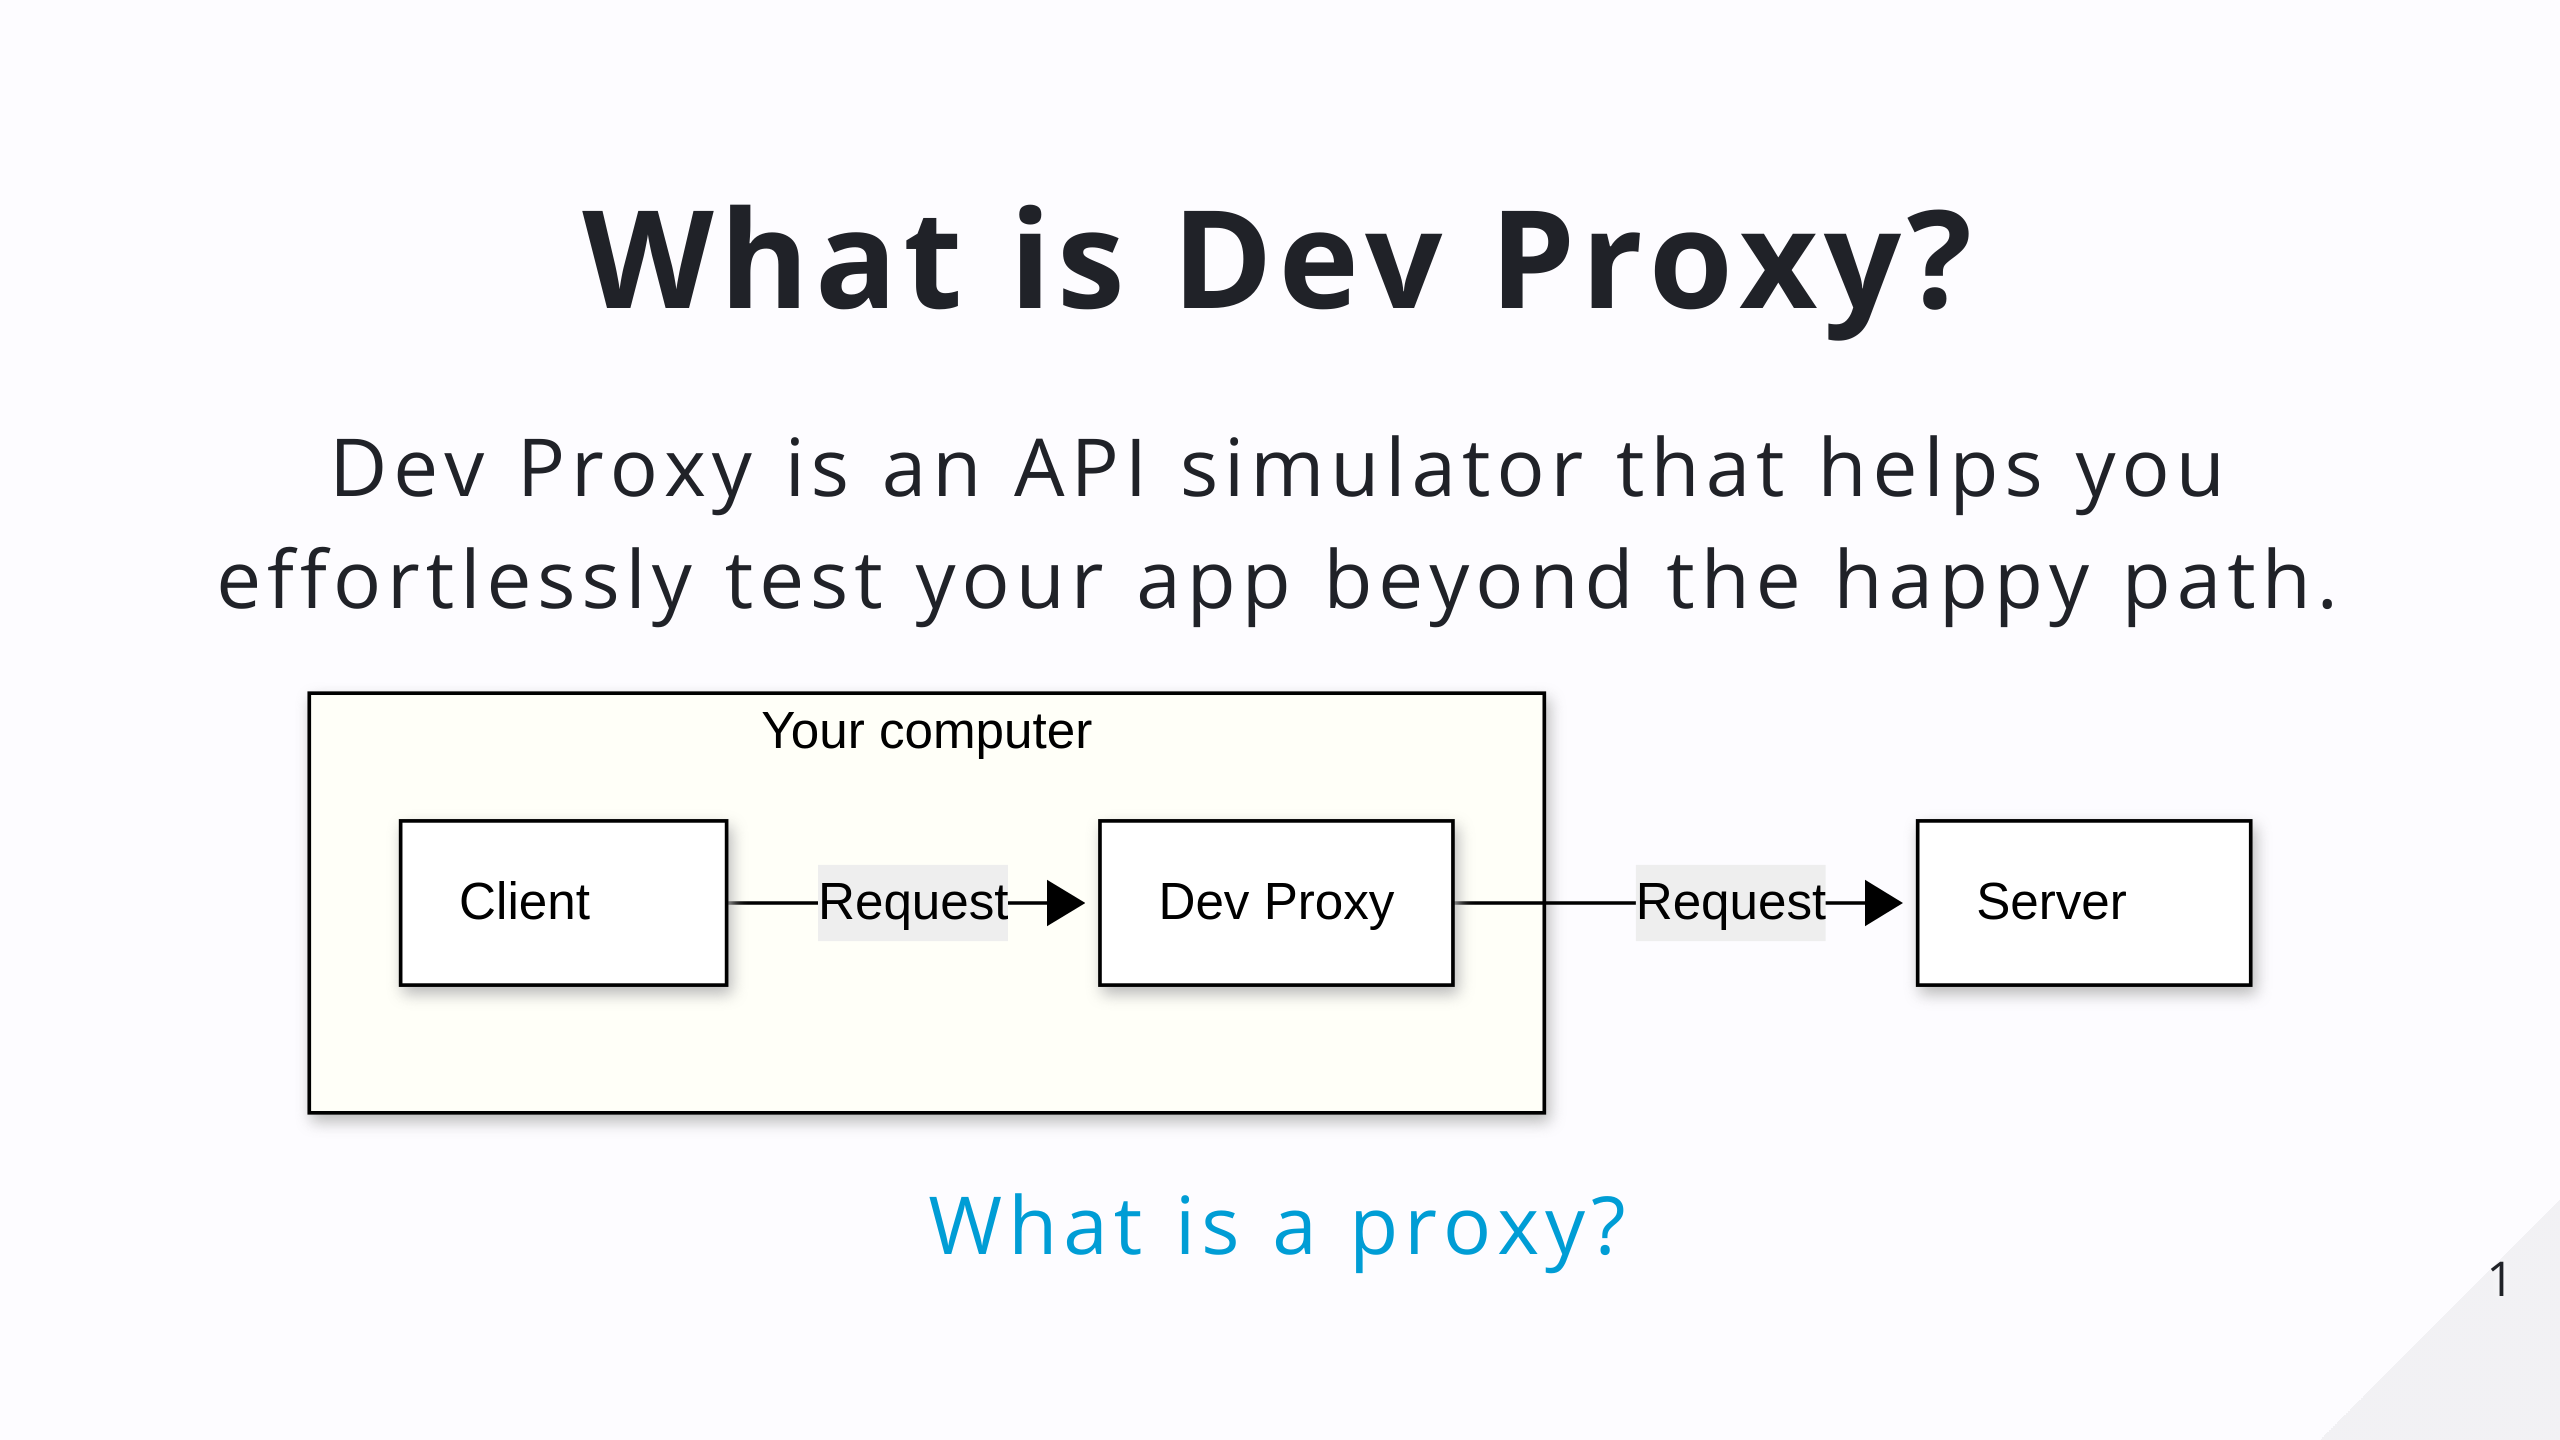 What is Dev Proxy?
Dev Proxy is an API simulator that helps you
effortlessly test your app beyond the happy path.
Your computer
Client
Request
Dev Proxy
Request
Server
What is a proxy?
1